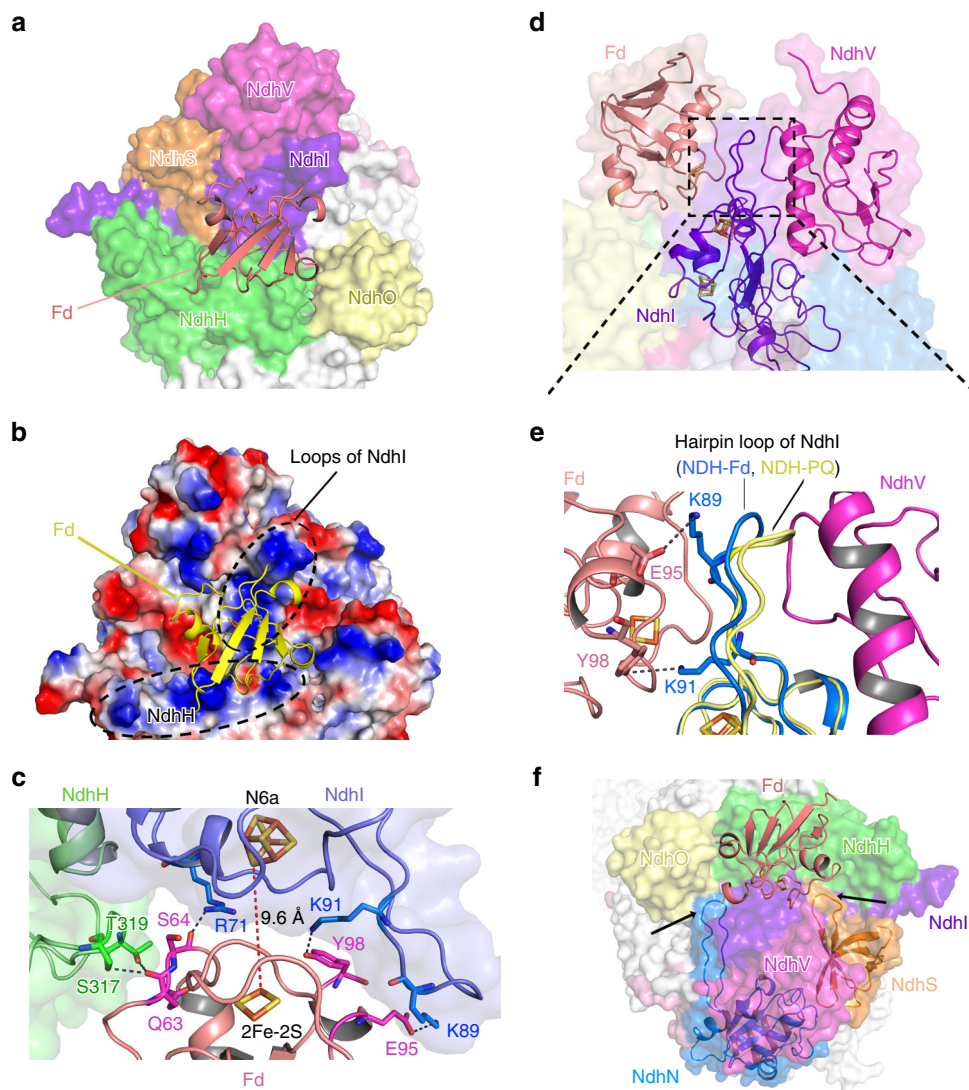 a
NdhV
NdhS
NdhI
Fd
NdhH
NdhO
b
Loops of NdhI
Fd
NdhH
c
NdhH
N6a
NdhI
T319
S64
R71
9.6 Å
K91
Y98
S317
Q63
2Fe-2S
E95
K89
Fd
d
Fd
NdhV
NdhI
e
Hairpin loop of NdhI
(NDH-Fd, NDH-PQ)
Fd
K89
NdhV
E95
Y98
K91
f
Fd
NdhO
NdhH
NdhI
NdhV
NdhS
NdhN